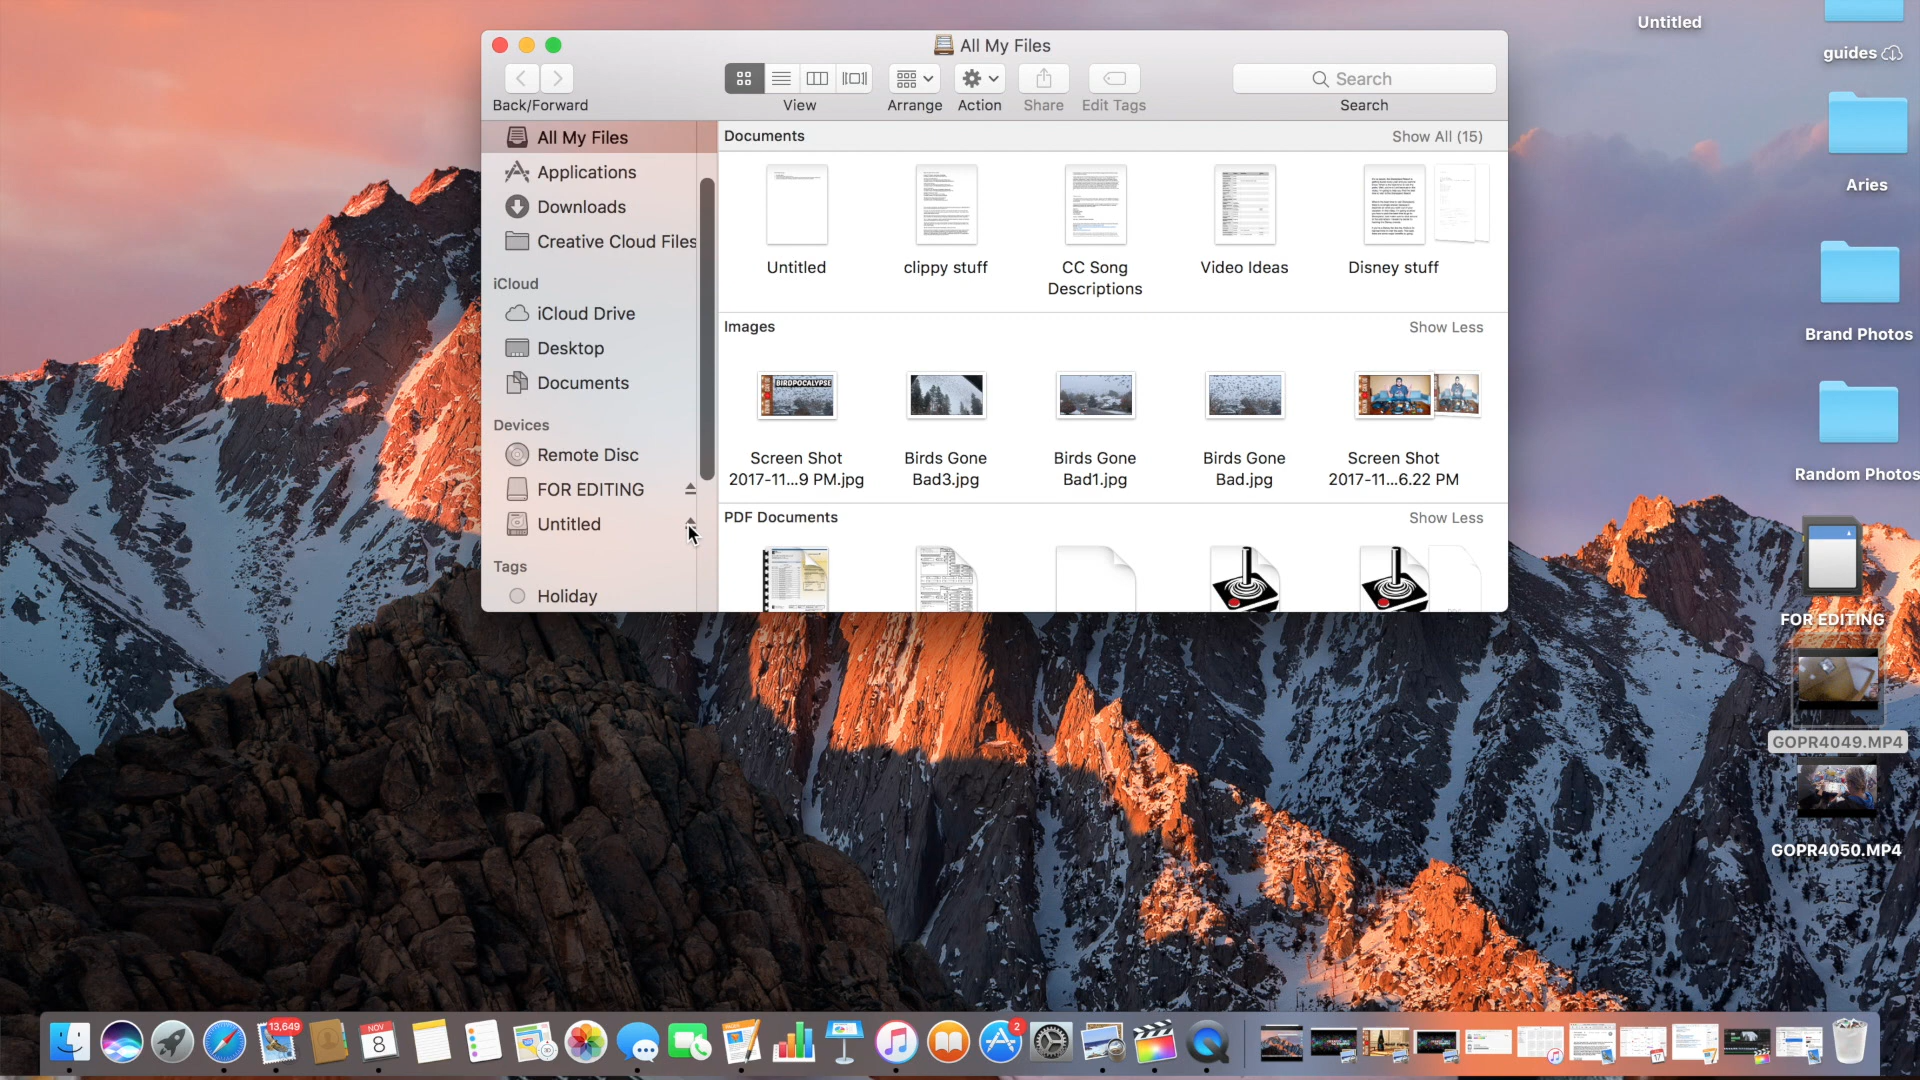 All My Files
Back/Forward
View
Arrange
Action
Share
Edit Tags
Search
Search
All My Files
Applications
Downloads
Creative Cloud Files
iCloud
iCloud Drive
Desktop
Documents
Devices
Remote Disc
FOR EDITING
Untitled
Tags
Holiday
Documents
Show All (15)
Untitled
clippy stuff
CC Song
Descriptions
Video Ideas
Disney stuff
Images
Show Less
BIRDPOCALYPSE
Screen Shot
2017-11...9 PM.jpg
Birds Gone
Bad3.jpg
Birds Gone
Bad1.jpg
Birds Gone
Bad.jpg
Screen Shot
2017-11...6.22 PM
PDF Documents
Show Less
Untitled
guides
Aries
Brand Photos
Random Photos
FOR EDITING
GOPR4049.MP4
GOPR4050.MP4
13,649
NOV
8
2
17